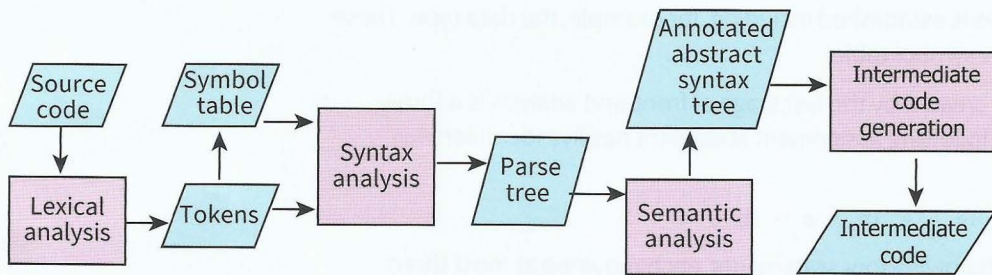 Source
code
Symbol
table
Annotated
abstract
syntax
tree
Intermediate
code
generation
Lexical
analysis
Tokens
Syntax
analysis
Parse
tree
Semantic
analysis
Intermediate
code